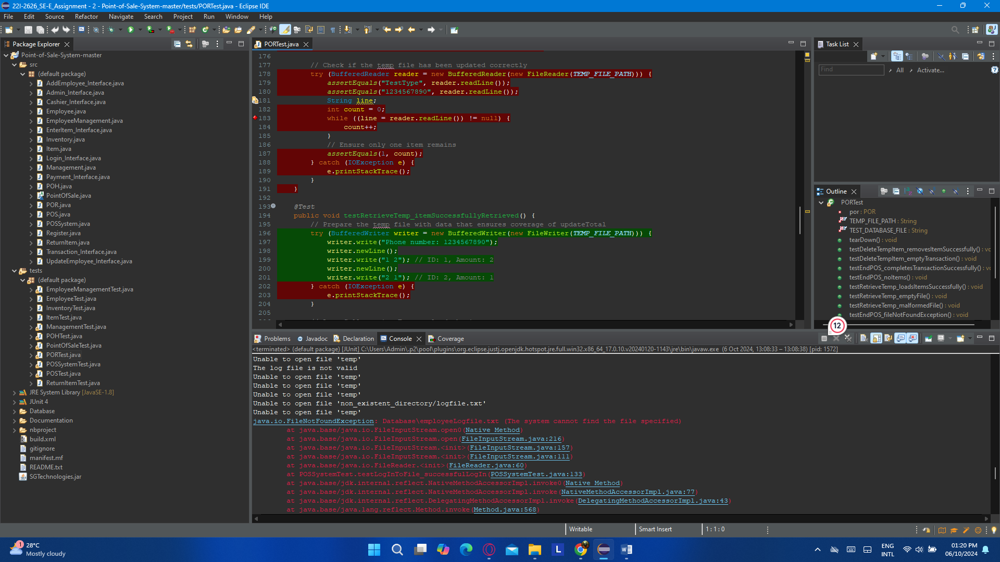 22I-2626_SE-E_Assignment - 2 - Point-of-Sale-System-master/tests/PORTest.java - Eclipse IDE
File Edit Source Refactor Navigate Search Project Run Window Help
Package Explorer
Point-of-Sale-System-master
src
(default package)
AddEmployee_Interface.java
Admin_Interface.java
Cashier_Interface.java
Employee.java
EmployeeManagement.java
EnterItem_Interface.java
Inventory.java
Item.java
Login_Interface.java
Management.java
Payment_Interface.java
POH.java
PointOfSale.java
POR.java
POS.java
POSSystem.java
Register.java
ReturnItem.java
Transaction_Interface.java
UpdateEmployee_Interface.java
tests
(default package)
EmployeeManagementTest.java
EmployeeTest.java
InventoryTest.java
ItemTest.java
ManagementTest.java
POHTest.java
PointOfSaleTest.java
PORTest.java
POSSystemTest.java
POSTest.java
ReturnItemTest.java
JRE System Library [JavaSE-1.8]
JUnit 4
Database
Documentation
nbproject
build.xml
gitignore
manifest.mf
README.txt
SGTechnologies.jar
PORTest.java
176
177 // Check if the temp file has been updated correctly
178 try (BufferedReader reader = new BufferedReader(new FileReader(TEMP_FILE_PATH))) {
179 assertEquals("TestType", reader.readLine());
180 assertEquals("1234567890", reader.readLine());
181 String line;
182 int count = 0;
183 while ((line = reader.readLine()) != null) {
184 count++;
185 }
186 // Ensure only one item remains
187 assertEquals(1, count);
188 } catch (IOException e) {
189 e.printStackTrace();
190 }
191 }
192
193 @Test
194 public void testRetrieveTemp_itemSuccessfullyRetrieved() {
195 // Prepare the temp file with data that ensures coverage of updateTotal
196 try (BufferedWriter writer = new BufferedWriter(new FileWriter(TEMP_FILE_PATH))) {
197 writer.write("Phone number: 1234567890");
198 writer.newLine();
199 writer.write("1 2"); // ID: 1, Amount: 2
200 writer.newLine();
201 writer.write("2 1"); // ID: 2, Amount: 1
202 } catch (IOException e) {
203 e.printStackTrace();
204 }
205
Task List
Find All Activate...
Outline
PORTest
por : POR
TEMP_FILE_PATH : String
TEST_DATABASE_FILE : String
tearDown() : void
testDeleteTempItem_removesItemSuccessfully() : vc
testDeleteTempItem_emptyTransaction() : void
testEndPOS_completesTransactionSuccessfully() : vc
testEndPOS_noItems() : void
testRetrieveTemp_loadsItemsSuccessfully() : void
testRetrieveTemp_emptyFile() : void
testRetrieveTemp_malformedFile() : void
testEndPOS_fileNotFoundException() : void
12
Problems Javadoc Declaration Console Coverage
<terminated> (default package) [JUnit] C:\Users\Admin\.p2\pool\plugins\org.eclipse.justj.openjdk.hotspot.jre.full.win32.x86_64_17.0.10.v20240120-1143\jre\bin\javaw.exe (6 Oct 2024, 13:08:33 – 13:08:38) [pid: 1572]
Unable to open file 'temp'
The log file is not valid
Unable to open file 'temp'
Unable to open file 'temp'
Unable to open file 'temp'
Unable to open file 'non_existent_directory/logfile.txt'
Unable to open file 'temp'
java.io.FileNotFoundException: Database\employeeLogfile.txt (The system cannot find the file specified)
at java.base/java.io.FileInputStream.open0(Native Method)
at java.base/java.io.FileInputStream.open(FileInputStream.java:216)
at java.base/java.io.FileInputStream.<init>(FileInputStream.java:157)
at java.base/java.io.FileInputStream.<init>(FileInputStream.java:111)
at java.base/java.io.FileReader.<init>(FileReader.java:60)
at POSSystemTest.testLogInToFile_successfulLogIn(POSSystemTest.java:133)
at java.base/jdk.internal.reflect.NativeMethodAccessorImpl.invoke0(Native Method)
at java.base/jdk.internal.reflect.NativeMethodAccessorImpl.invoke(NativeMethodAccessorImpl.java:77)
at java.base/jdk.internal.reflect.DelegatingMethodAccessorImpl.invoke(DelegatingMethodAccessorImpl.java:43)
at java.base/java.lang.reflect.Method.invoke(Method.java:568)
Writable Smart Insert 1 : 1 : 0
1
28°C
Mostly cloudy
ENG
INTL
01:20 PM
06/10/2024